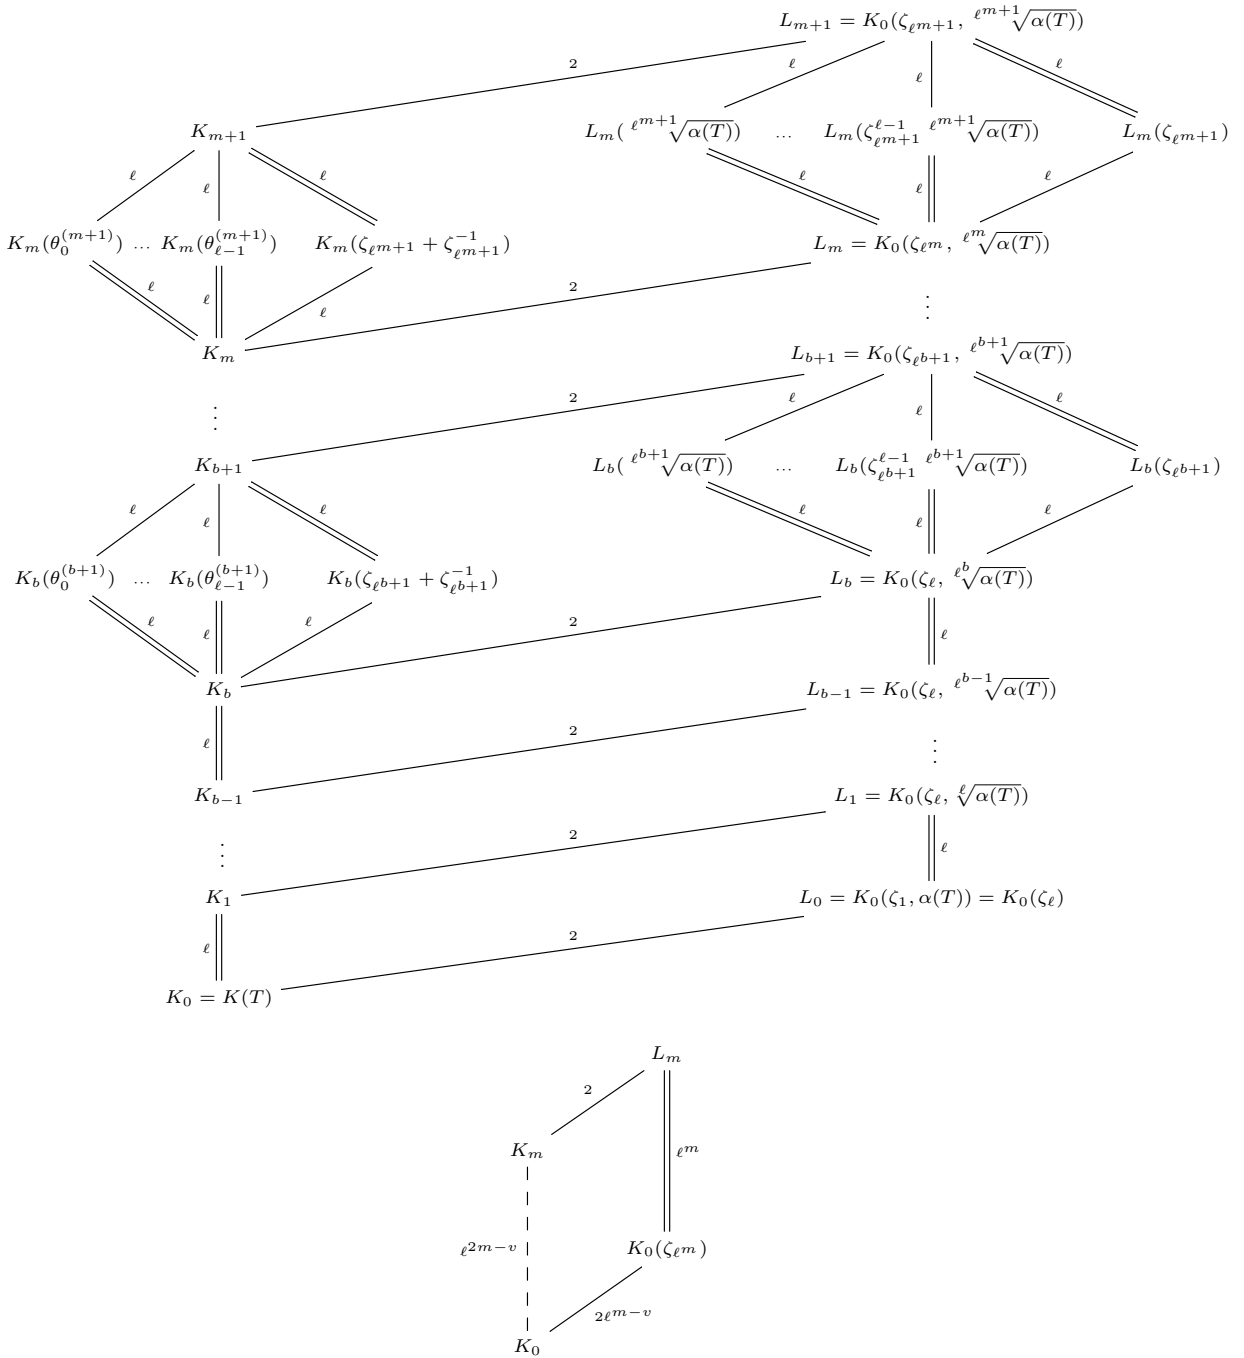 L_{m+1} = K_0(ζ_{ℓ^{m+1}}, \sqrt[ℓ^{m+1}]{α(T)})
2
ℓ ℓ ℓ
K_{m+1}
L_m(\sqrt[ℓ^{m+1}]{α(T)}) ... L_m(ζ_{ℓ^{m+1}}^{ℓ-1} \sqrt[ℓ^{m+1}]{α(T)}) L_m(ζ_{ℓ^{m+1}})
ℓ ℓ ℓ
ℓ ℓ ℓ
K_m(θ_0^{(m+1)}) ... K_m(θ_{ℓ-1}^{(m+1)}) K_m(ζ_{ℓ^{m+1}} + ζ_{ℓ^{m+1}}^{-1})
L_m = K_0(ζ_{ℓ^m}, \sqrt[ℓ^m]{α(T)})
ℓ ℓ ℓ
2
⋮
K_m
L_{b+1} = K_0(ζ_{ℓ^{b+1}}, \sqrt[ℓ^{b+1}]{α(T)})
2
ℓ ℓ ℓ
⋮
K_{b+1}
L_b(\sqrt[ℓ^{b+1}]{α(T)}) ... L_b(ζ_{ℓ^{b+1}}^{ℓ-1} \sqrt[ℓ^{b+1}]{α(T)}) L_b(ζ_{ℓ^{b+1}})
ℓ ℓ ℓ
ℓ ℓ ℓ
K_b(θ_0^{(b+1)}) ... K_b(θ_{ℓ-1}^{(b+1)}) K_b(ζ_{ℓ^{b+1}} + ζ_{ℓ^{b+1}}^{-1})
L_b = K_0(ζ_ℓ, \sqrt[ℓ^b]{α(T)})
ℓ ℓ ℓ
2
ℓ
K_b
L_{b-1} = K_0(ζ_ℓ, \sqrt[ℓ^{b-1}]{α(T)})
ℓ
2
⋮
K_{b-1}
L_1 = K_0(ζ_ℓ, \sqrt[ℓ]{α(T)})
2
ℓ
⋮
K_1
L_0 = K_0(ζ_1, α(T)) = K_0(ζ_ℓ)
ℓ
2
K_0 = K(T)
L_m
2
K_m
ℓ^m
ℓ^{2m-v}
K_0(ζ_{ℓ^m})
2ℓ^{m-v}
K_0